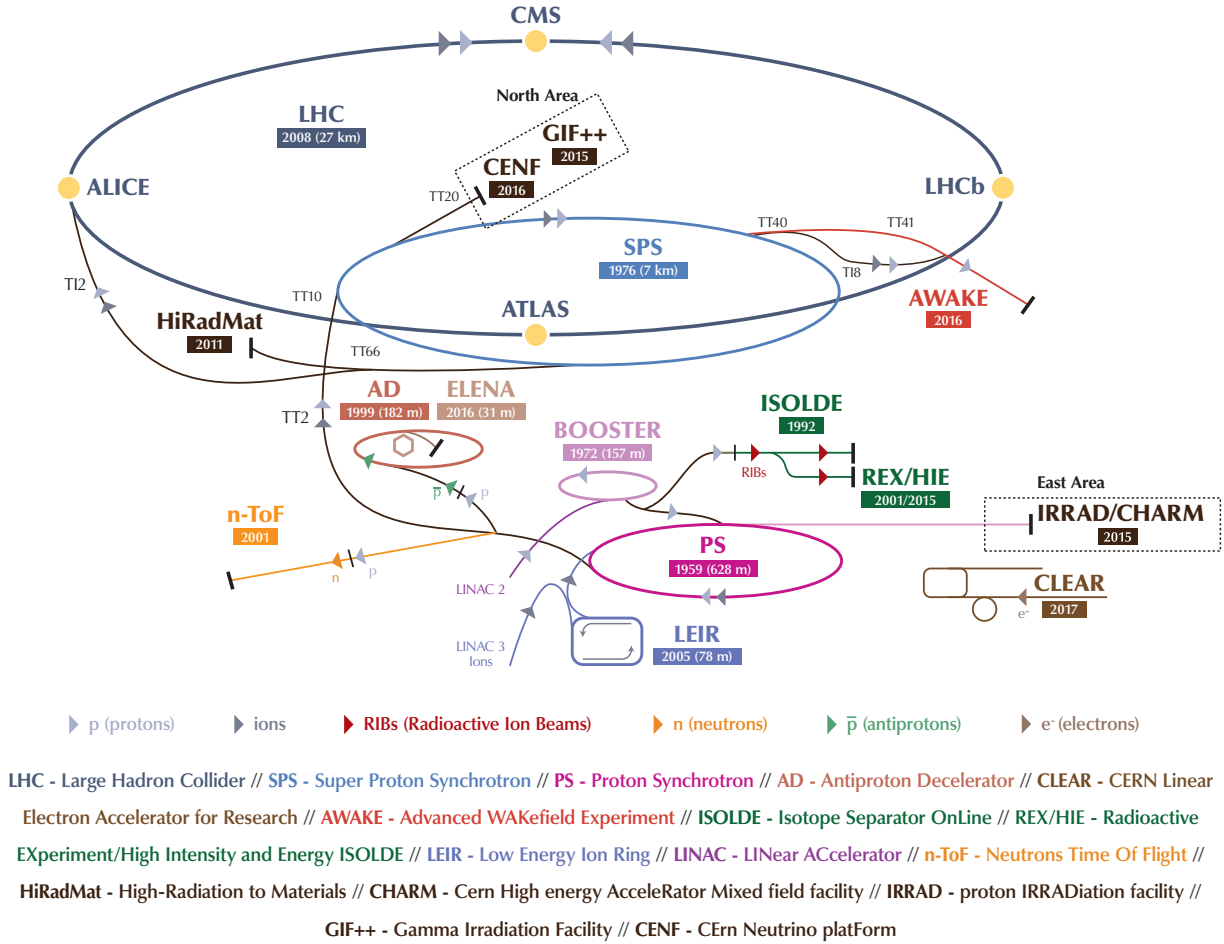 CMS
North Area
LHC
2008 (27 km)
GIF++
2015
CENF
2016
ALICE
LHCb
TT20
TT40
TT41
SPS
1976 (7 km)
TI8
TI2
TT10
AWAKE
2016
ATLAS
HiRadMat
2011
TT66
AD
1999 (182 m)
ELENA
2016 (31 m)
TT2
ISOLDE
1992
BOOSTER
1972 (157 m)
RIBs
REX/HIE
2001/2015
p̅
p
East Area
n-ToF
2001
IRRAD/CHARM
2015
PS
1959 (628 m)
n
p
LINAC 2
CLEAR
2017
e-
LINAC 3
Ions
LEIR
2005 (78 m)
p (protons)
ions
RIBs (Radioactive Ion Beams)
n (neutrons)
p̅ (antiprotons)
e- (electrons)
LHC - Large Hadron Collider // SPS - Super Proton Synchrotron // PS - Proton Synchrotron // AD - Antiproton Decelerator // CLEAR - CERN Linear
Electron Accelerator for Research // AWAKE - Advanced WAKefield Experiment // ISOLDE - Isotope Separator OnLine // REX/HIE - Radioactive
EXperiment/High Intensity and Energy ISOLDE // LEIR - Low Energy Ion Ring // LINAC - LINear ACcelerator // n-ToF - Neutrons Time Of Flight //
HiRadMat - High-Radiation to Materials // CHARM - Cern High energy AcceleRator Mixed field facility // IRRAD - proton IRRADiation facility //
GIF++ - Gamma Irradiation Facility // CENF - CErn Neutrino platForm